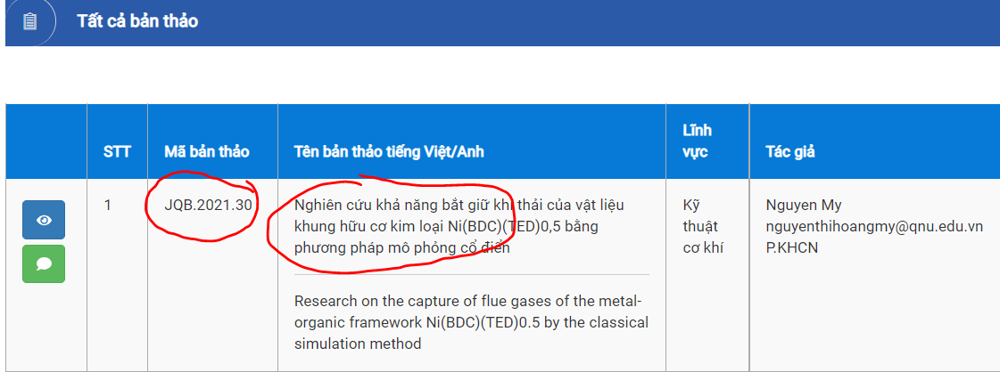 Tất cả bản thảo
STT
Mã bản thảo
Tên bản thảo tiếng Việt/Anh
Lĩnh
vực
Tác giả
1
JQB.2021.30
Nghiên cứu khả năng bắt giữ khí thải của vật liệu
khung hữu cơ kim loại Ni(BDC)(TED)0,5 bằng
phương pháp mô phỏng cổ điển
Research on the capture of flue gases of the metal-
organic framework Ni(BDC)(TED)0.5 by the classical
simulation method
Kỹ
thuật
cơ khí
Nguyen My
nguyenthihoangmy@qnu.edu.vn
P.KHCN